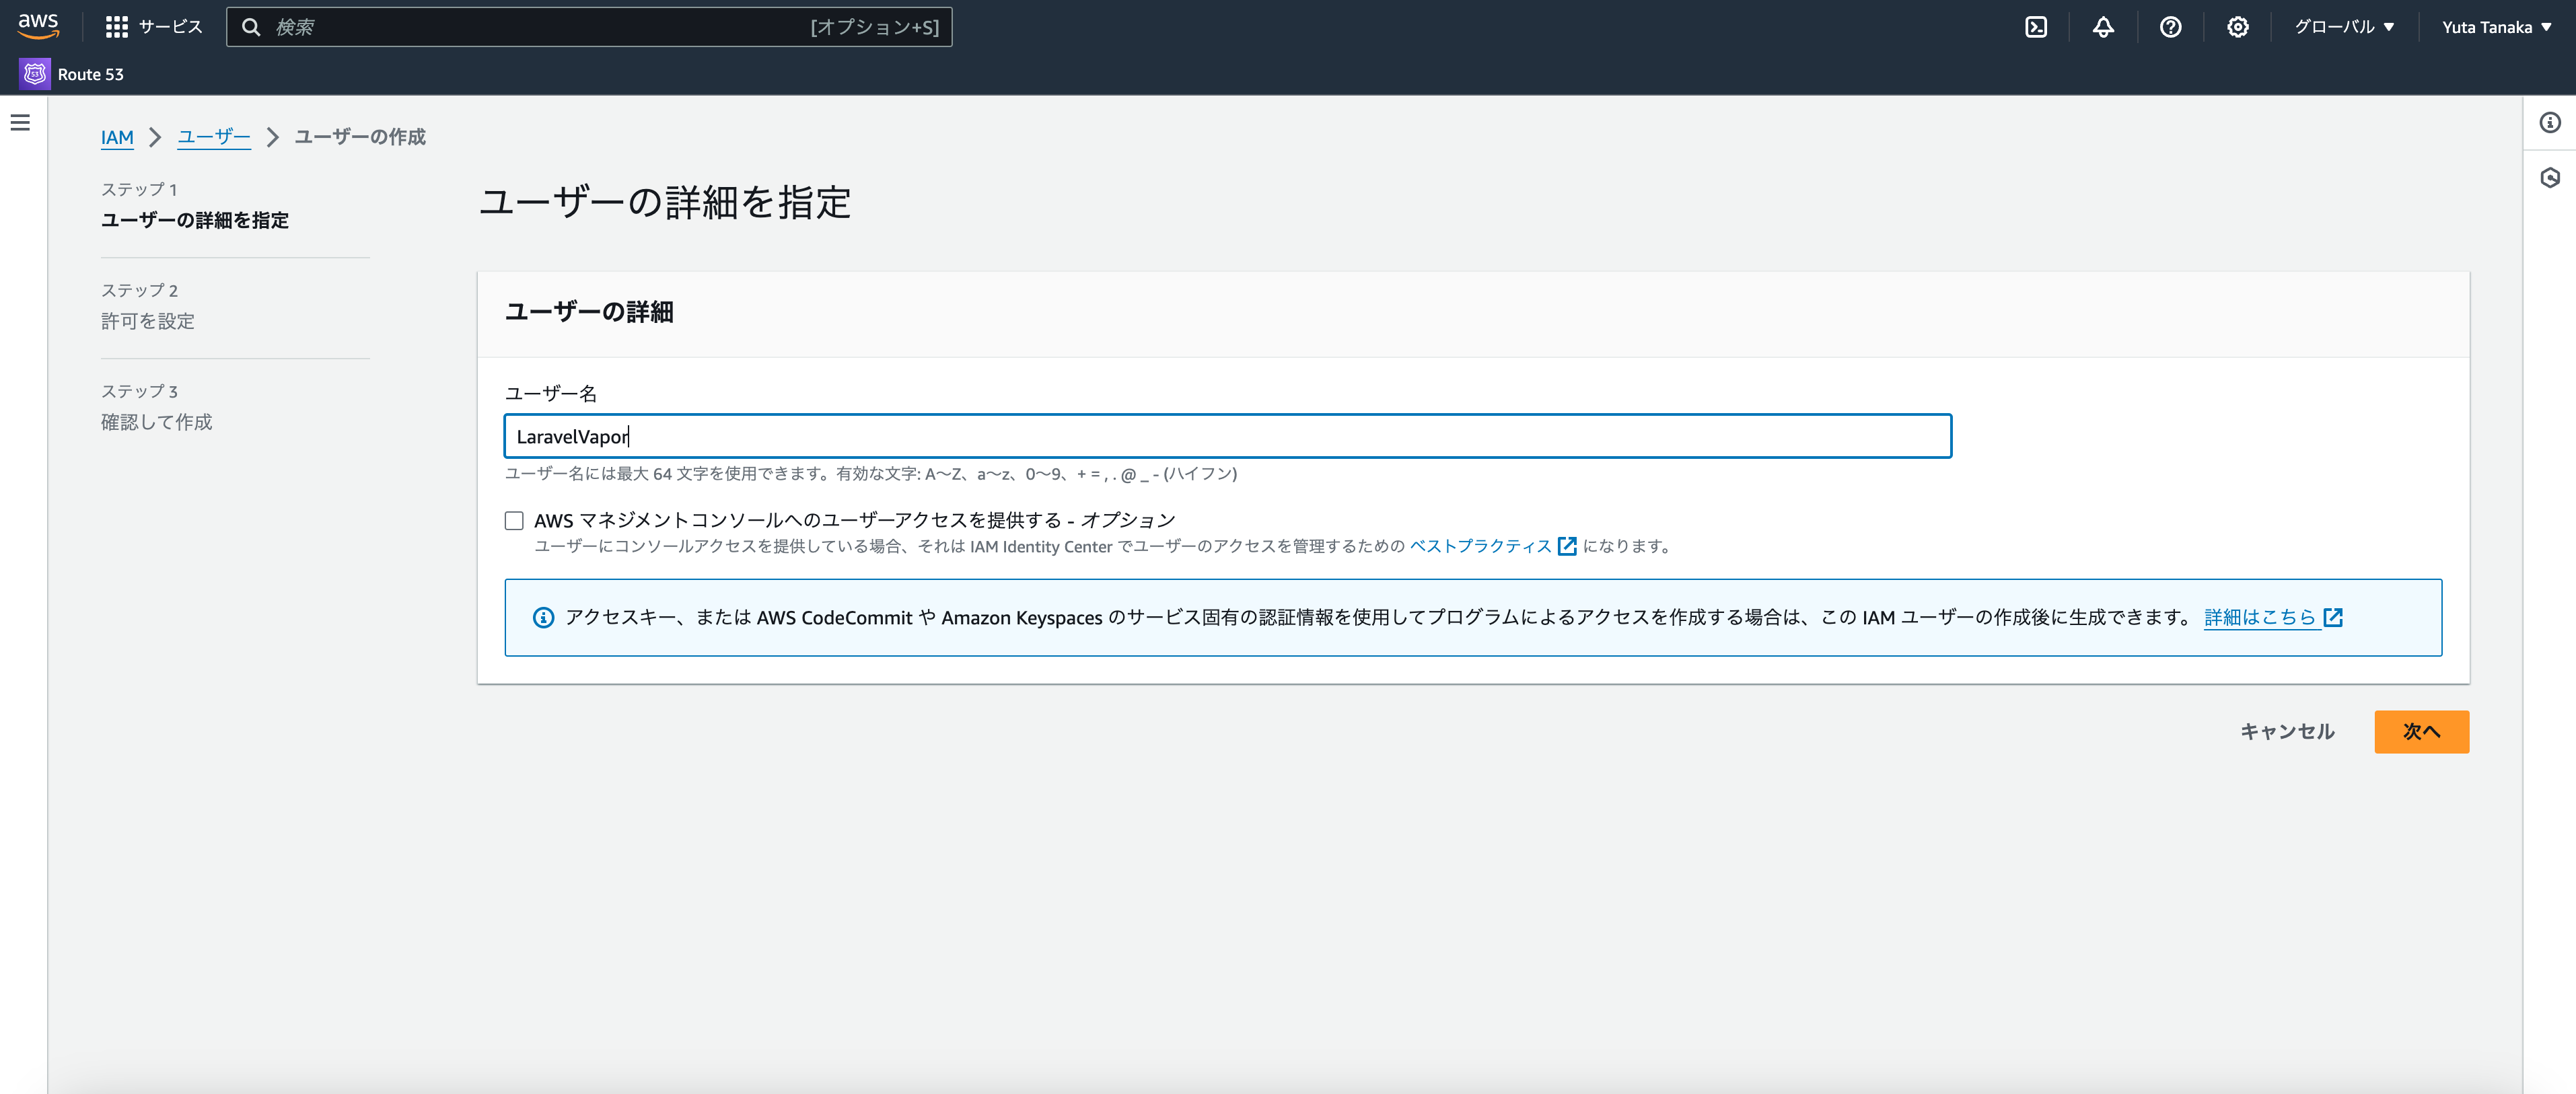 aws
サービス
検索
[オプション+S]
グローバル ▼
Yuta Tanaka ▼
Route 53
IAM > ユーザー > ユーザーの作成
ステップ 1
ユーザーの詳細を指定
ステップ 2
許可を設定
ステップ 3
確認して作成
ユーザーの詳細を指定
ユーザーの詳細
ユーザー名
LaravelVapor
ユーザー名には最大 64 文字を使用できます。有効な文字: A〜Z、a〜z、0〜9、+ = , . @ _ - (ハイフン)
AWS マネジメントコンソールへのユーザーアクセスを提供する - オプション
ユーザーにコンソールアクセスを提供している場合、それは IAM Identity Center でユーザーのアクセスを管理するための ベストプラクティス になります。
アクセスキー、または AWS CodeCommit や Amazon Keyspaces のサービス固有の認証情報を使用してプログラムによるアクセスを作成する場合は、この IAM ユーザーの作成後に生成できます。 詳細はこちら
キャンセル
次へ